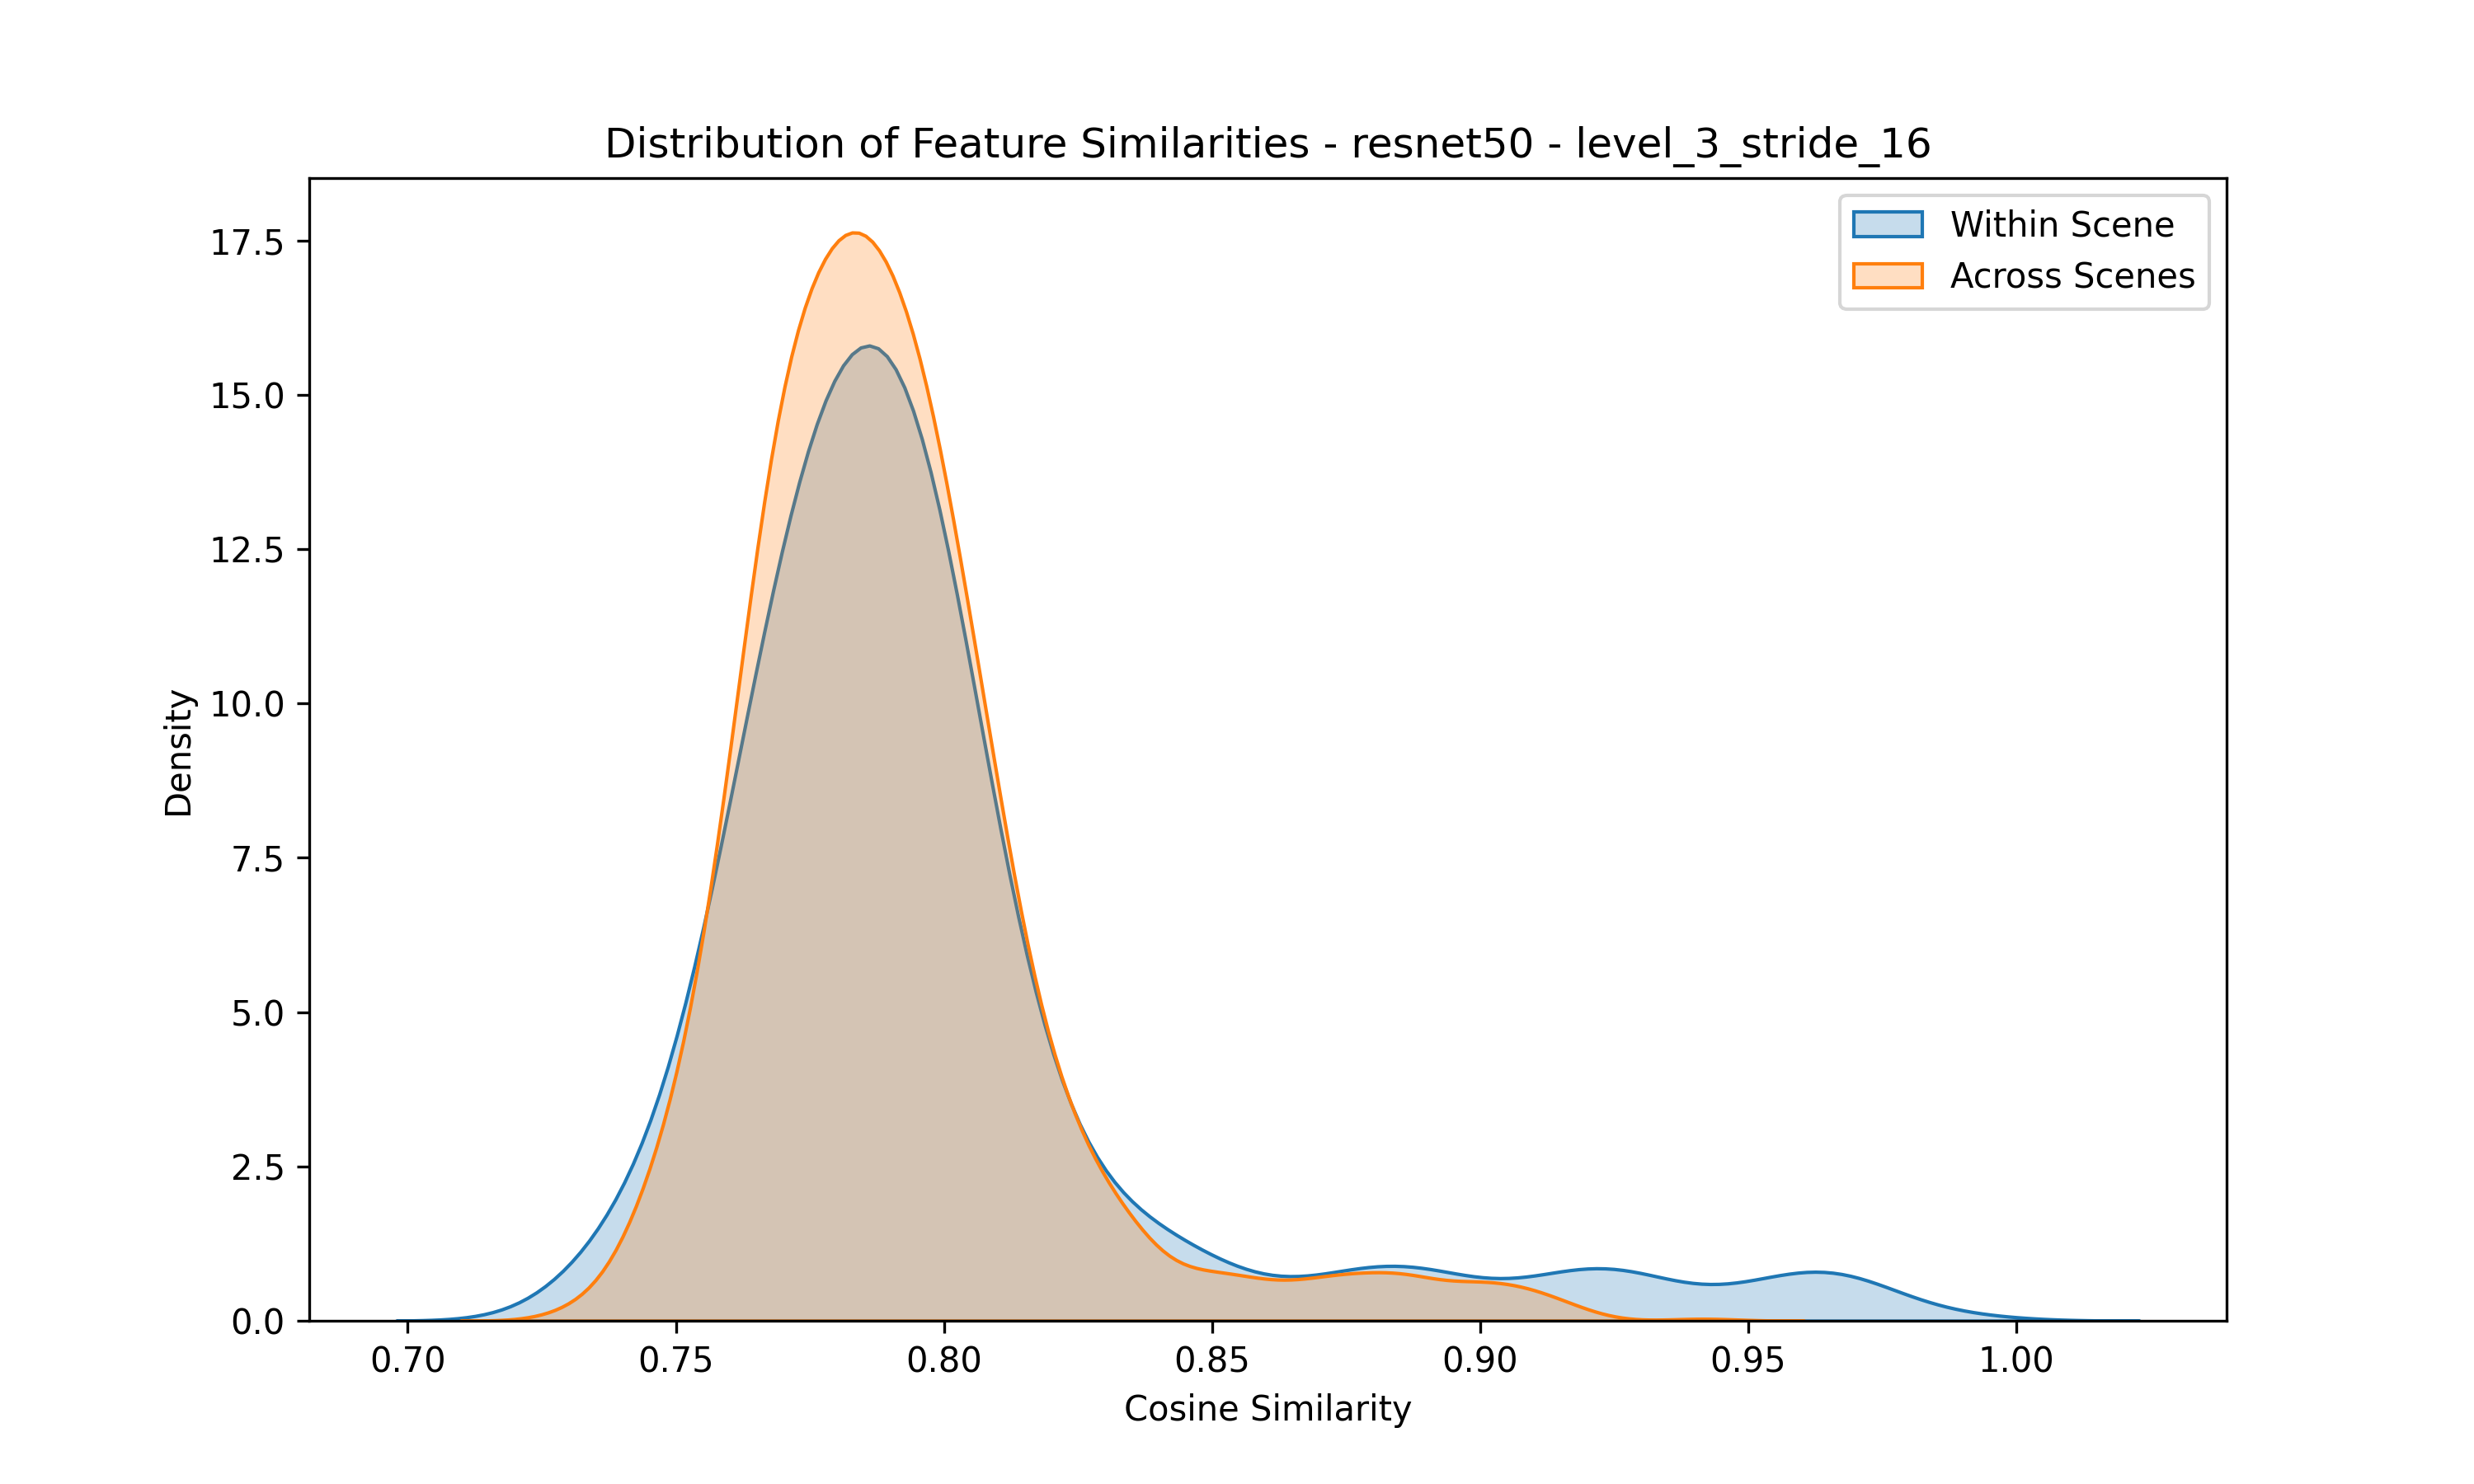 Distribution of Feature Similarities - resnet50 - level_3_stride_16
Within Scene
Across Scenes
17.5
15.0
12.5
10.0
7.5
5.0
2.5
0.0
Density
0.70 0.75 0.80 0.85 0.90 0.95 1.00
Cosine Similarity